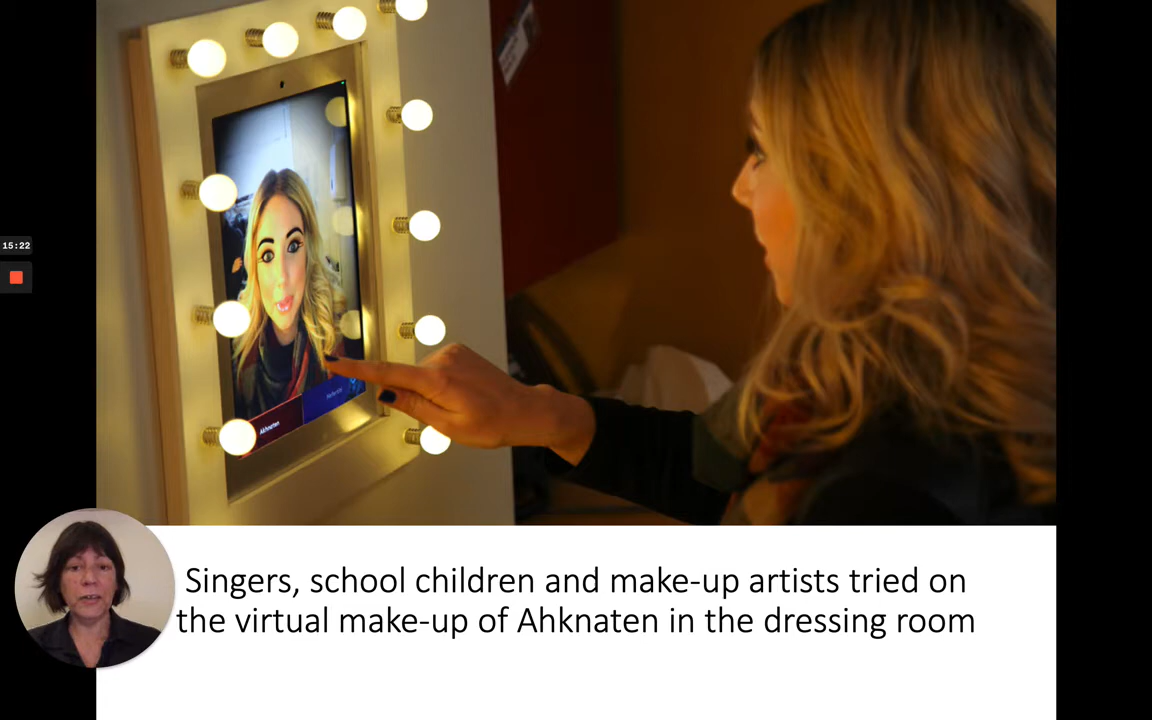 15:22
Akhnaten
Singers, school children and make-up artists tried on
the virtual make-up of Ahknaten in the dressing room